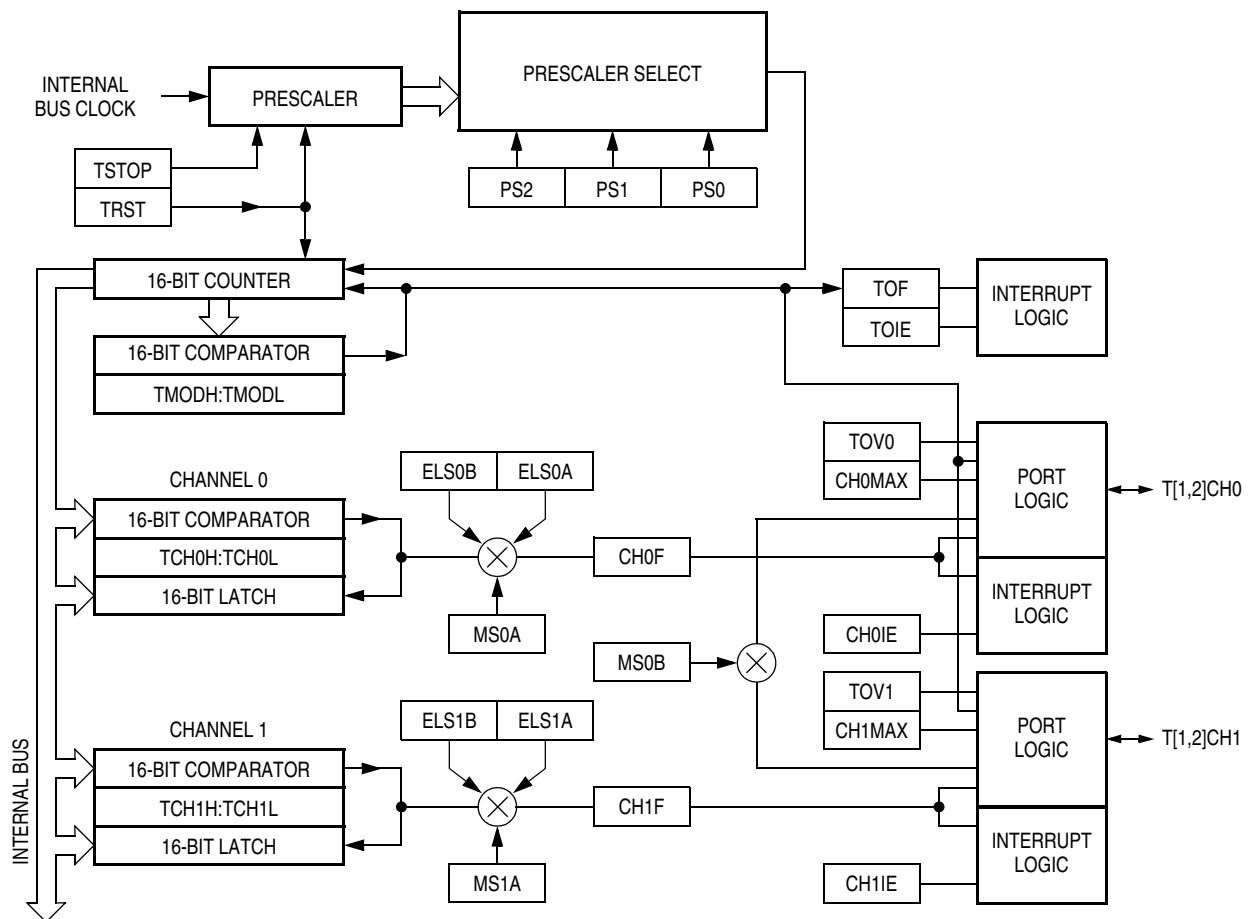 PRESCALER SELECT
INTERNAL
BUS CLOCK
PRESCALER
TSTOP
TRST
PS2 PS1 PS0
16-BIT COUNTER
TOF
TOIE
INTERRUPT
LOGIC
16-BIT COMPARATOR
TMODH:TMODL
TOV0
CH0MAX
PORT
LOGIC
T[1,2]CH0
CHANNEL 0
ELS0B ELS0A
16-BIT COMPARATOR
TCH0H:TCH0L
16-BIT LATCH
CH0F
MS0A
INTERRUPT
LOGIC
CH0IE
MS0B
TOV1
CH1MAX
PORT
LOGIC
T[1,2]CH1
CHANNEL 1
ELS1B ELS1A
16-BIT COMPARATOR
TCH1H:TCH1L
16-BIT LATCH
CH1F
MS1A
INTERRUPT
LOGIC
CH1IE
INTERNAL BUS